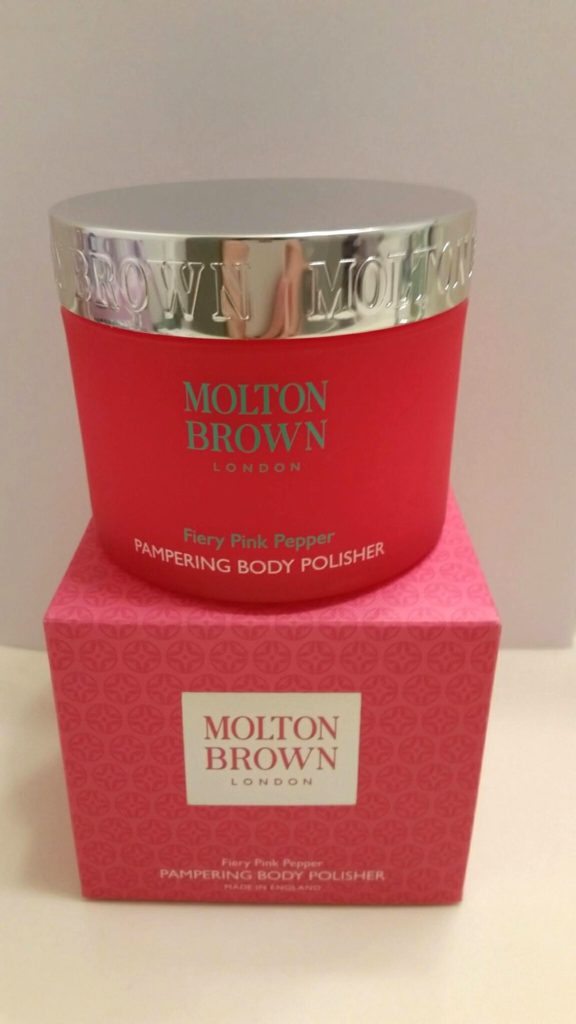 BROWN MOLTON
MOLTON
BROWN
LONDON
Fiery Pink Pepper
PAMPERING BODY POLISHER
MOLTON
BROWN
LONDON
Fiery Pink Pepper
PAMPERING BODY POLISHER
MADE IN ENGLAND